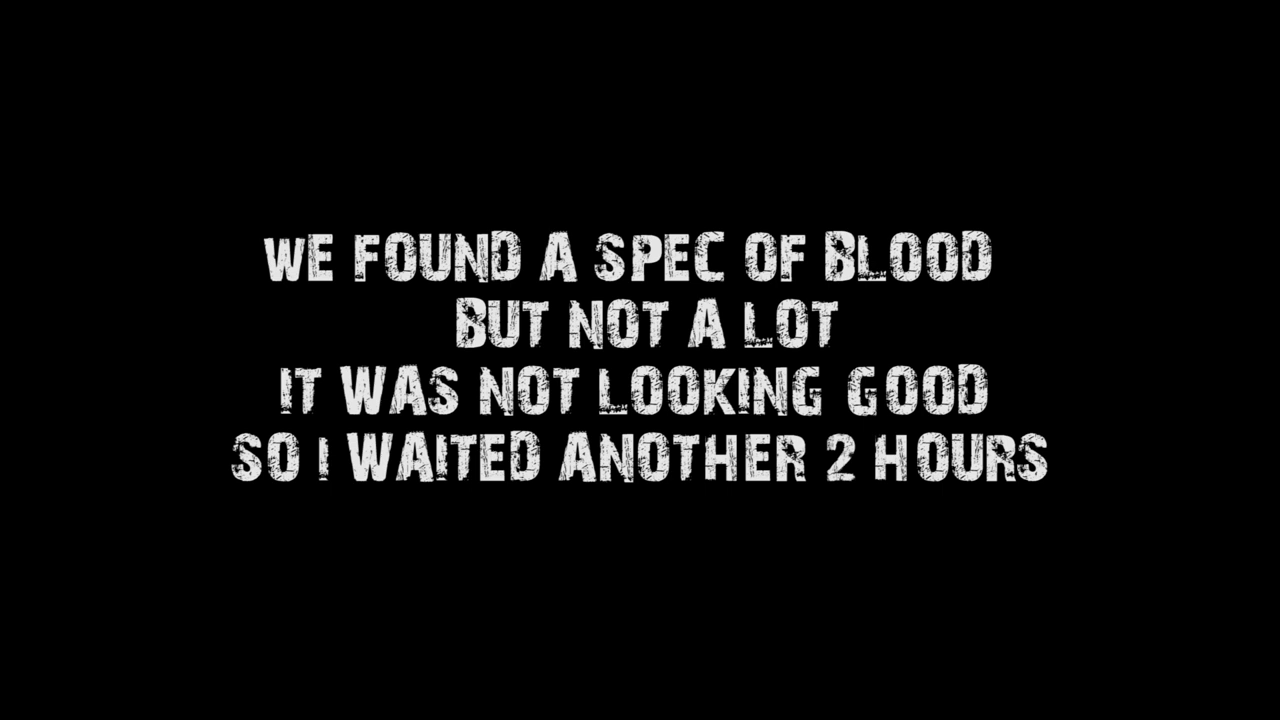 WE FOUND A SPEC OF BLOOD
BUT NOT A LOT
IT WAS NOT LOOKING GOOD
SO I WAITED ANOTHER 2 HOURS